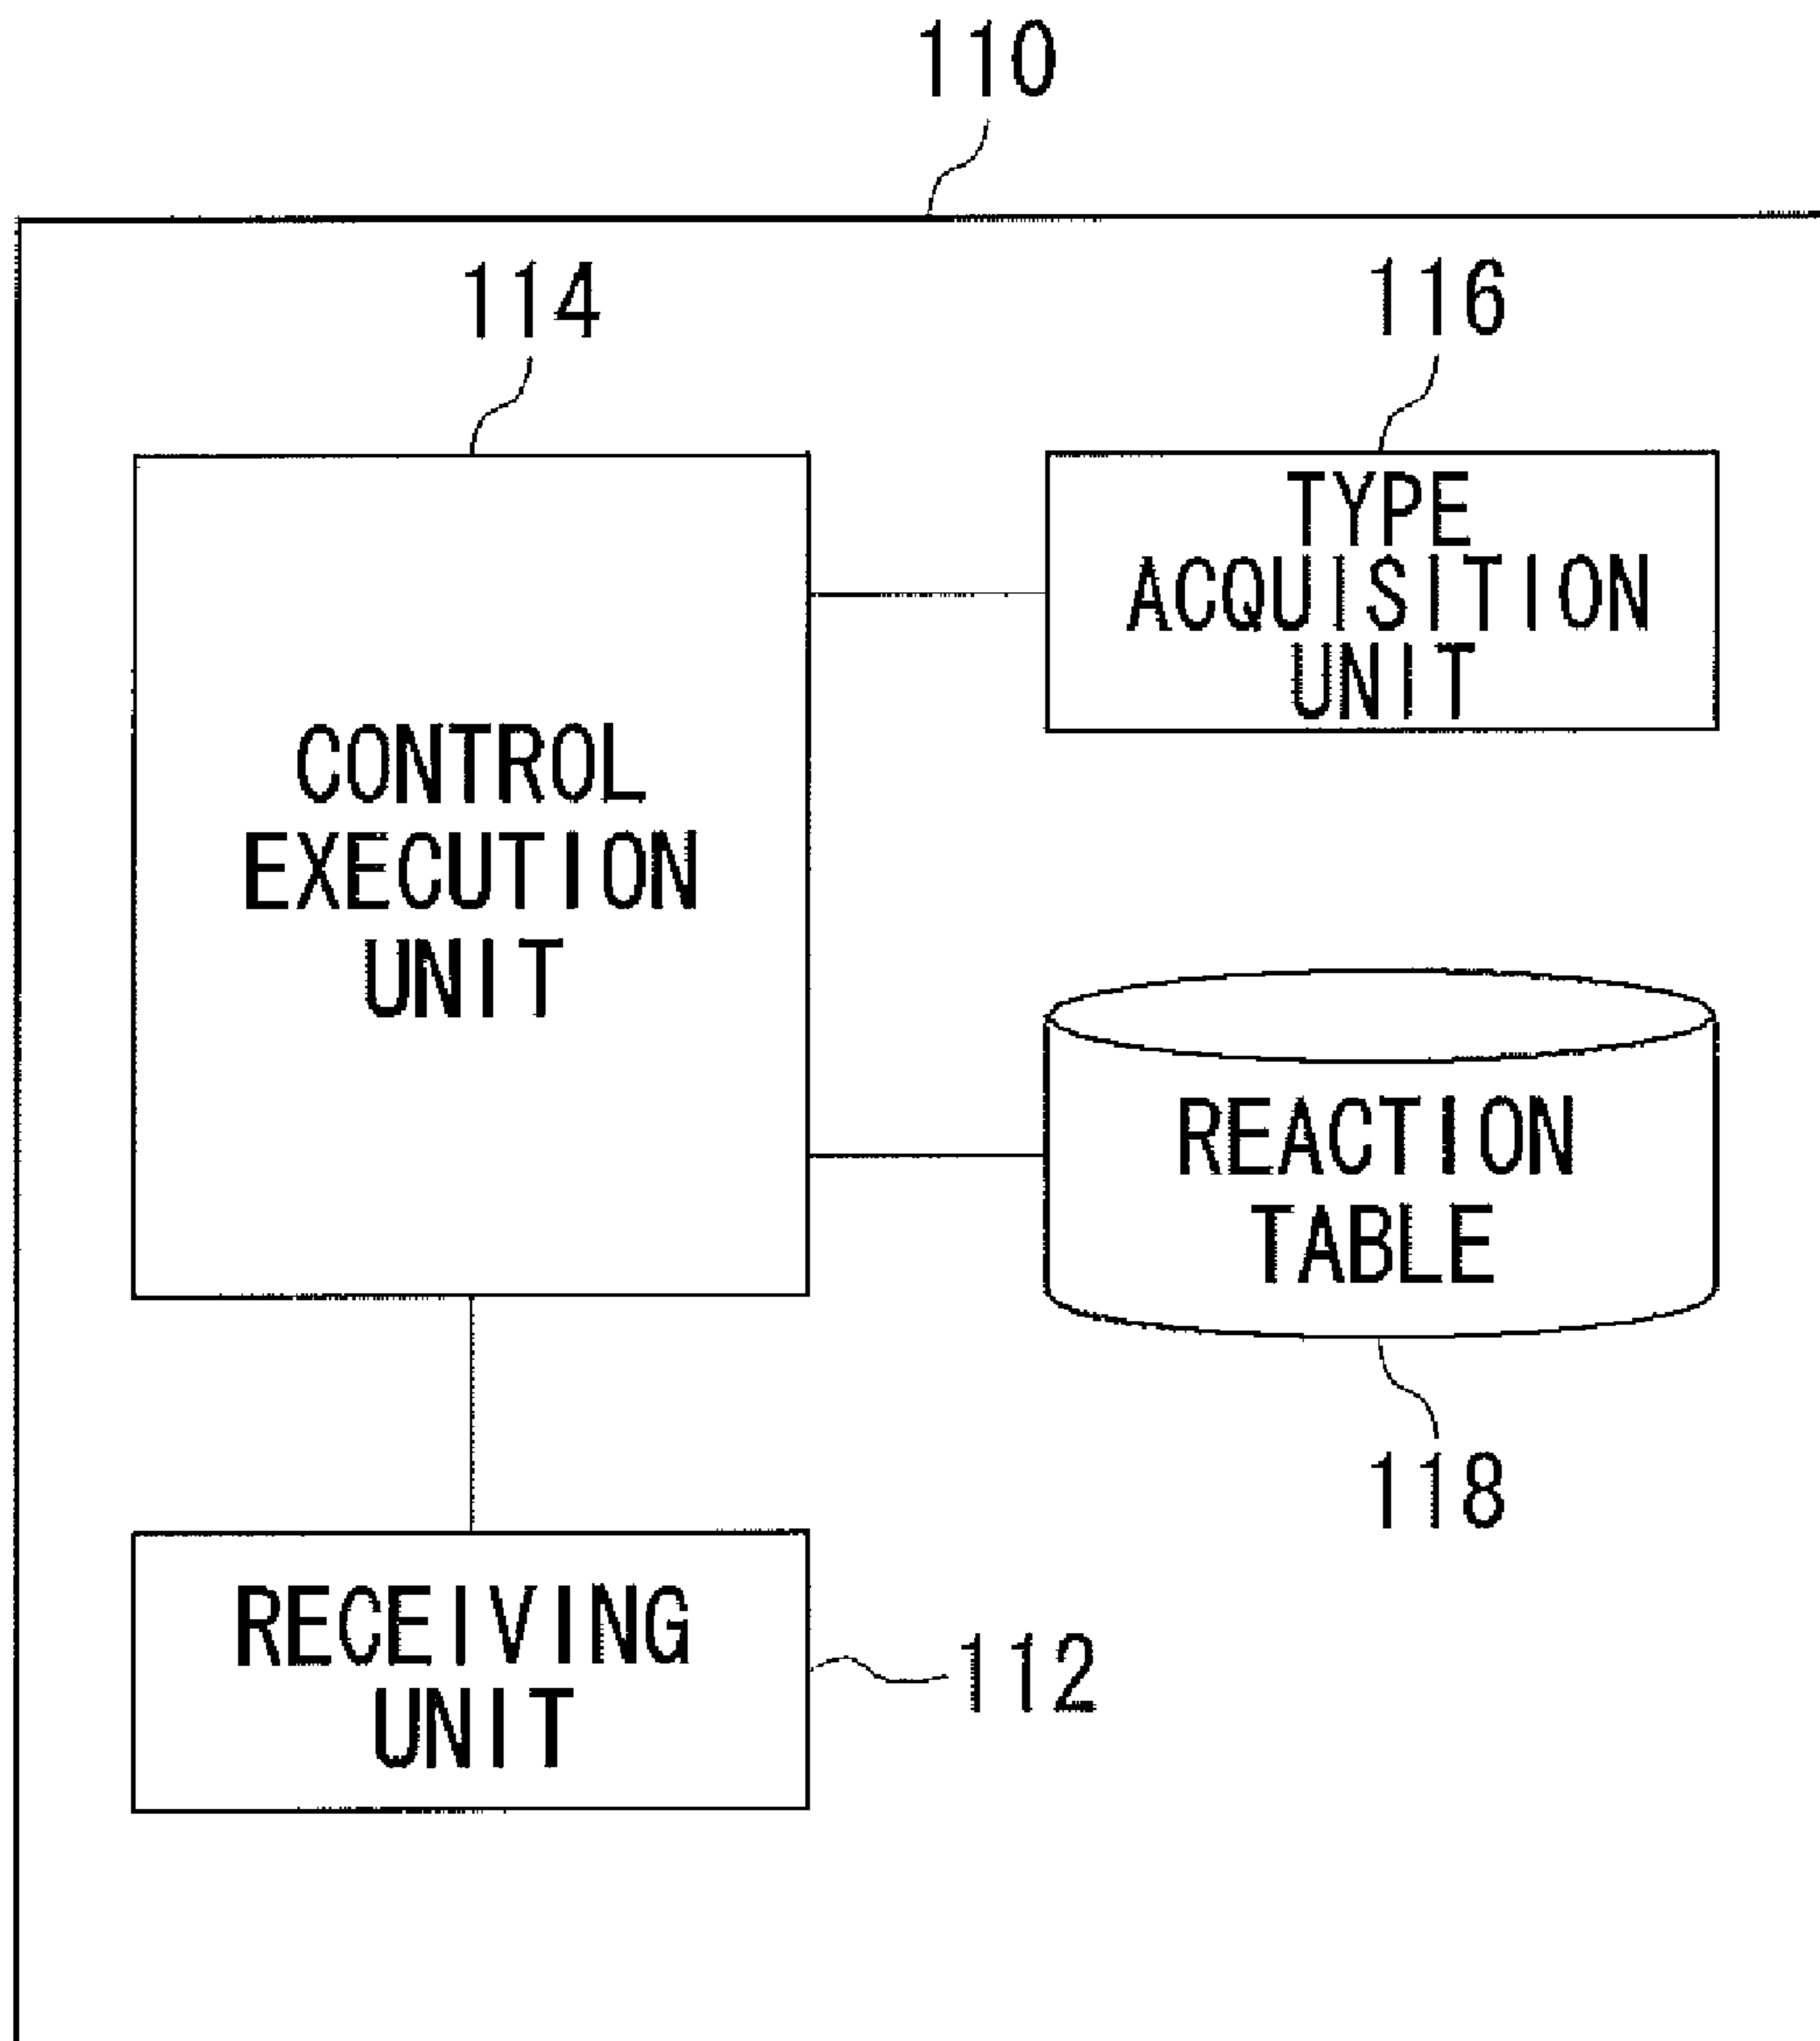 110
114
116
TYPE
ACQUISITION
UNIT
CONTROL
EXECUTION
UNIT
REACTION
TABLE
118
RECEIVING
UNIT
112